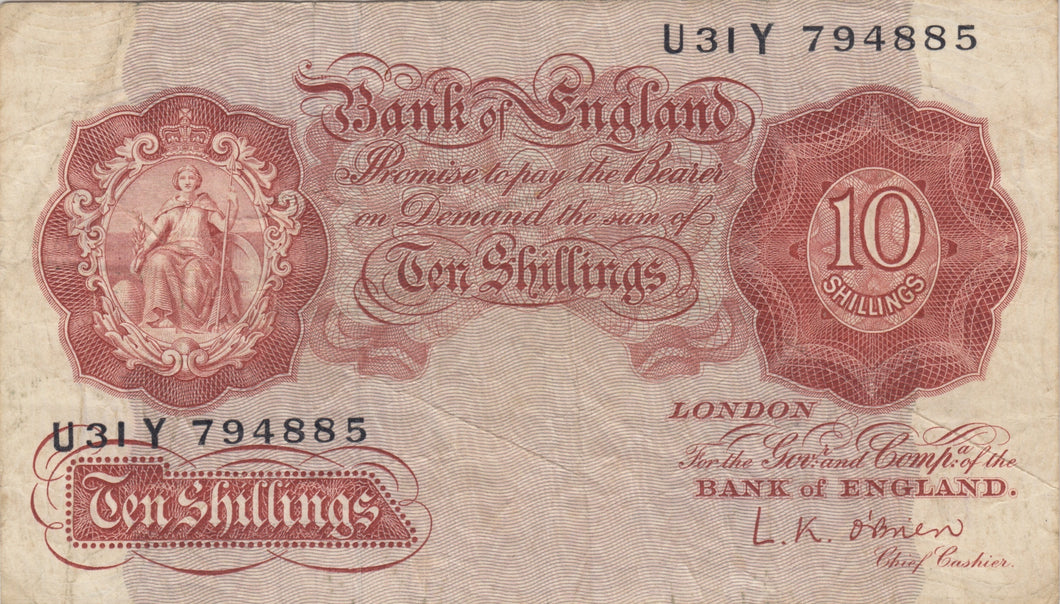 U31Y 794885
Bank of England
Promise to pay the Bearer
on Demand the sum of
Ten Shillings
10
SHILLINGS
U31Y 794885
Ten Shillings
LONDON
For the Govr. and Compa. of the
BANK of ENGLAND.
L.K. O'Brien
Chief Cashier.